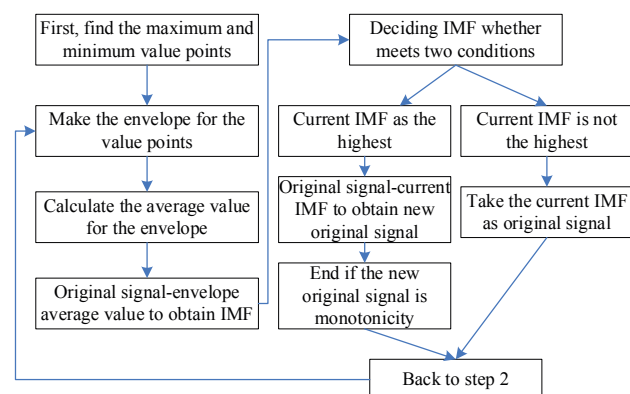 First, find the maximum and
minimum value points
Make the envelope for the
value points
Calculate the average value
for the envelope
Original signal-envelope
average value to obtain IMF
Deciding IMF whether
meets two conditions
Current IMF as the
highest
Original signal-current
IMF to obtain new
original signal
End if the new
original signal is
monotonicity
Current IMF is not
the highest
Take the current IMF
as original signal
Back to step 2